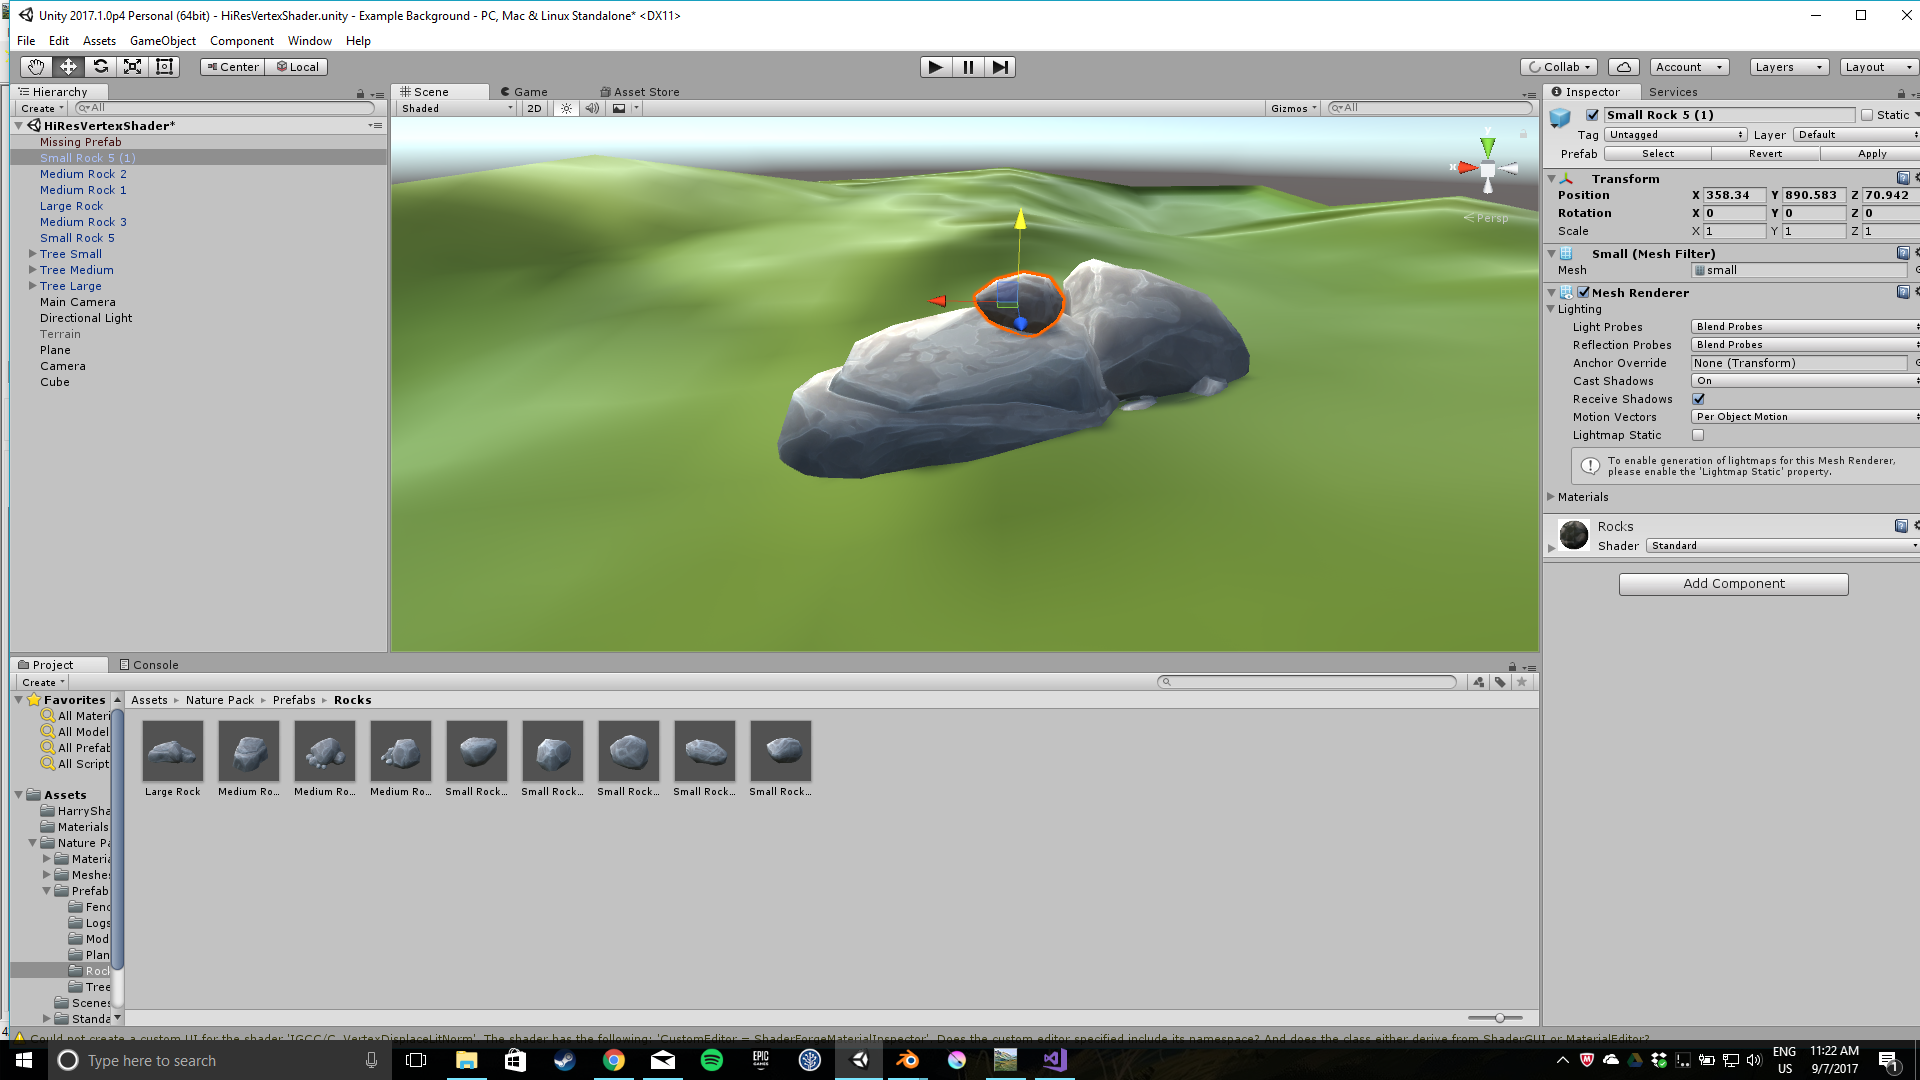 Unity 2017.1.0p4 Personal (64bit) - HiResVertexShader.unity - Example Background - PC, Mac & Linux Standalone* <DX11>
File Edit Assets GameObject Component Window Help
Center Local Collab Account Layers Layout
Hierarchy
Create All
HiResVertexShader*
Missing Prefab
Small Rock 5 (1)
Medium Rock 2
Medium Rock 1
Large Rock
Medium Rock 3
Small Rock 5
Tree Small
Tree Medium
Tree Large
Main Camera
Directional Light
Terrain
Plane
Camera
Cube
Scene Game Asset Store
Shaded 2D Gizmos All
y
x
Persp
Inspector Services
Small Rock 5 (1) Static
Tag Untagged Layer Default
Prefab Select Revert Apply
Transform
Position X 358.34 Y 890.583 Z 70.942
Rotation X 0 Y 0 Z 0
Scale X 1 Y 1 Z 1
Small (Mesh Filter)
Mesh small
Mesh Renderer
Lighting
Light Probes Blend Probes
Reflection Probes Blend Probes
Anchor Override None (Transform)
Cast Shadows On
Receive Shadows
Motion Vectors Per Object Motion
Lightmap Static
To enable generation of lightmaps for this Mesh Renderer,
please enable the 'Lightmap Static' property.
Materials
Rocks
Shader Standard
Add Component
Project Console
Create
Favorites
All Materi
All Model
All Prefab
All Script
Assets
HarrySha
Materials
Nature Pa
Materia
Meshes
Prefab
Fenc
Logs
Mod
Plan
Rock
Tree
Scenes
Standa
Assets Nature Pack Prefabs Rocks
Large Rock Medium Ro... Medium Ro... Medium Ro... Small Rock... Small Rock... Small Rock... Small Rock... Small Rock...
Could not create a custom UI for the shader 'IGGC/C_VertexDisplaceLitNorm'. The shader has the following: 'CustomEditor = ShaderForgeMaterialInspector'. Does the custom editor specified include its namespace? And does the class either derive from ShaderGUI or MaterialEditor?
Type here to search
EPIC
GAMES
ENG
US
11:22 AM
9/7/2017
1